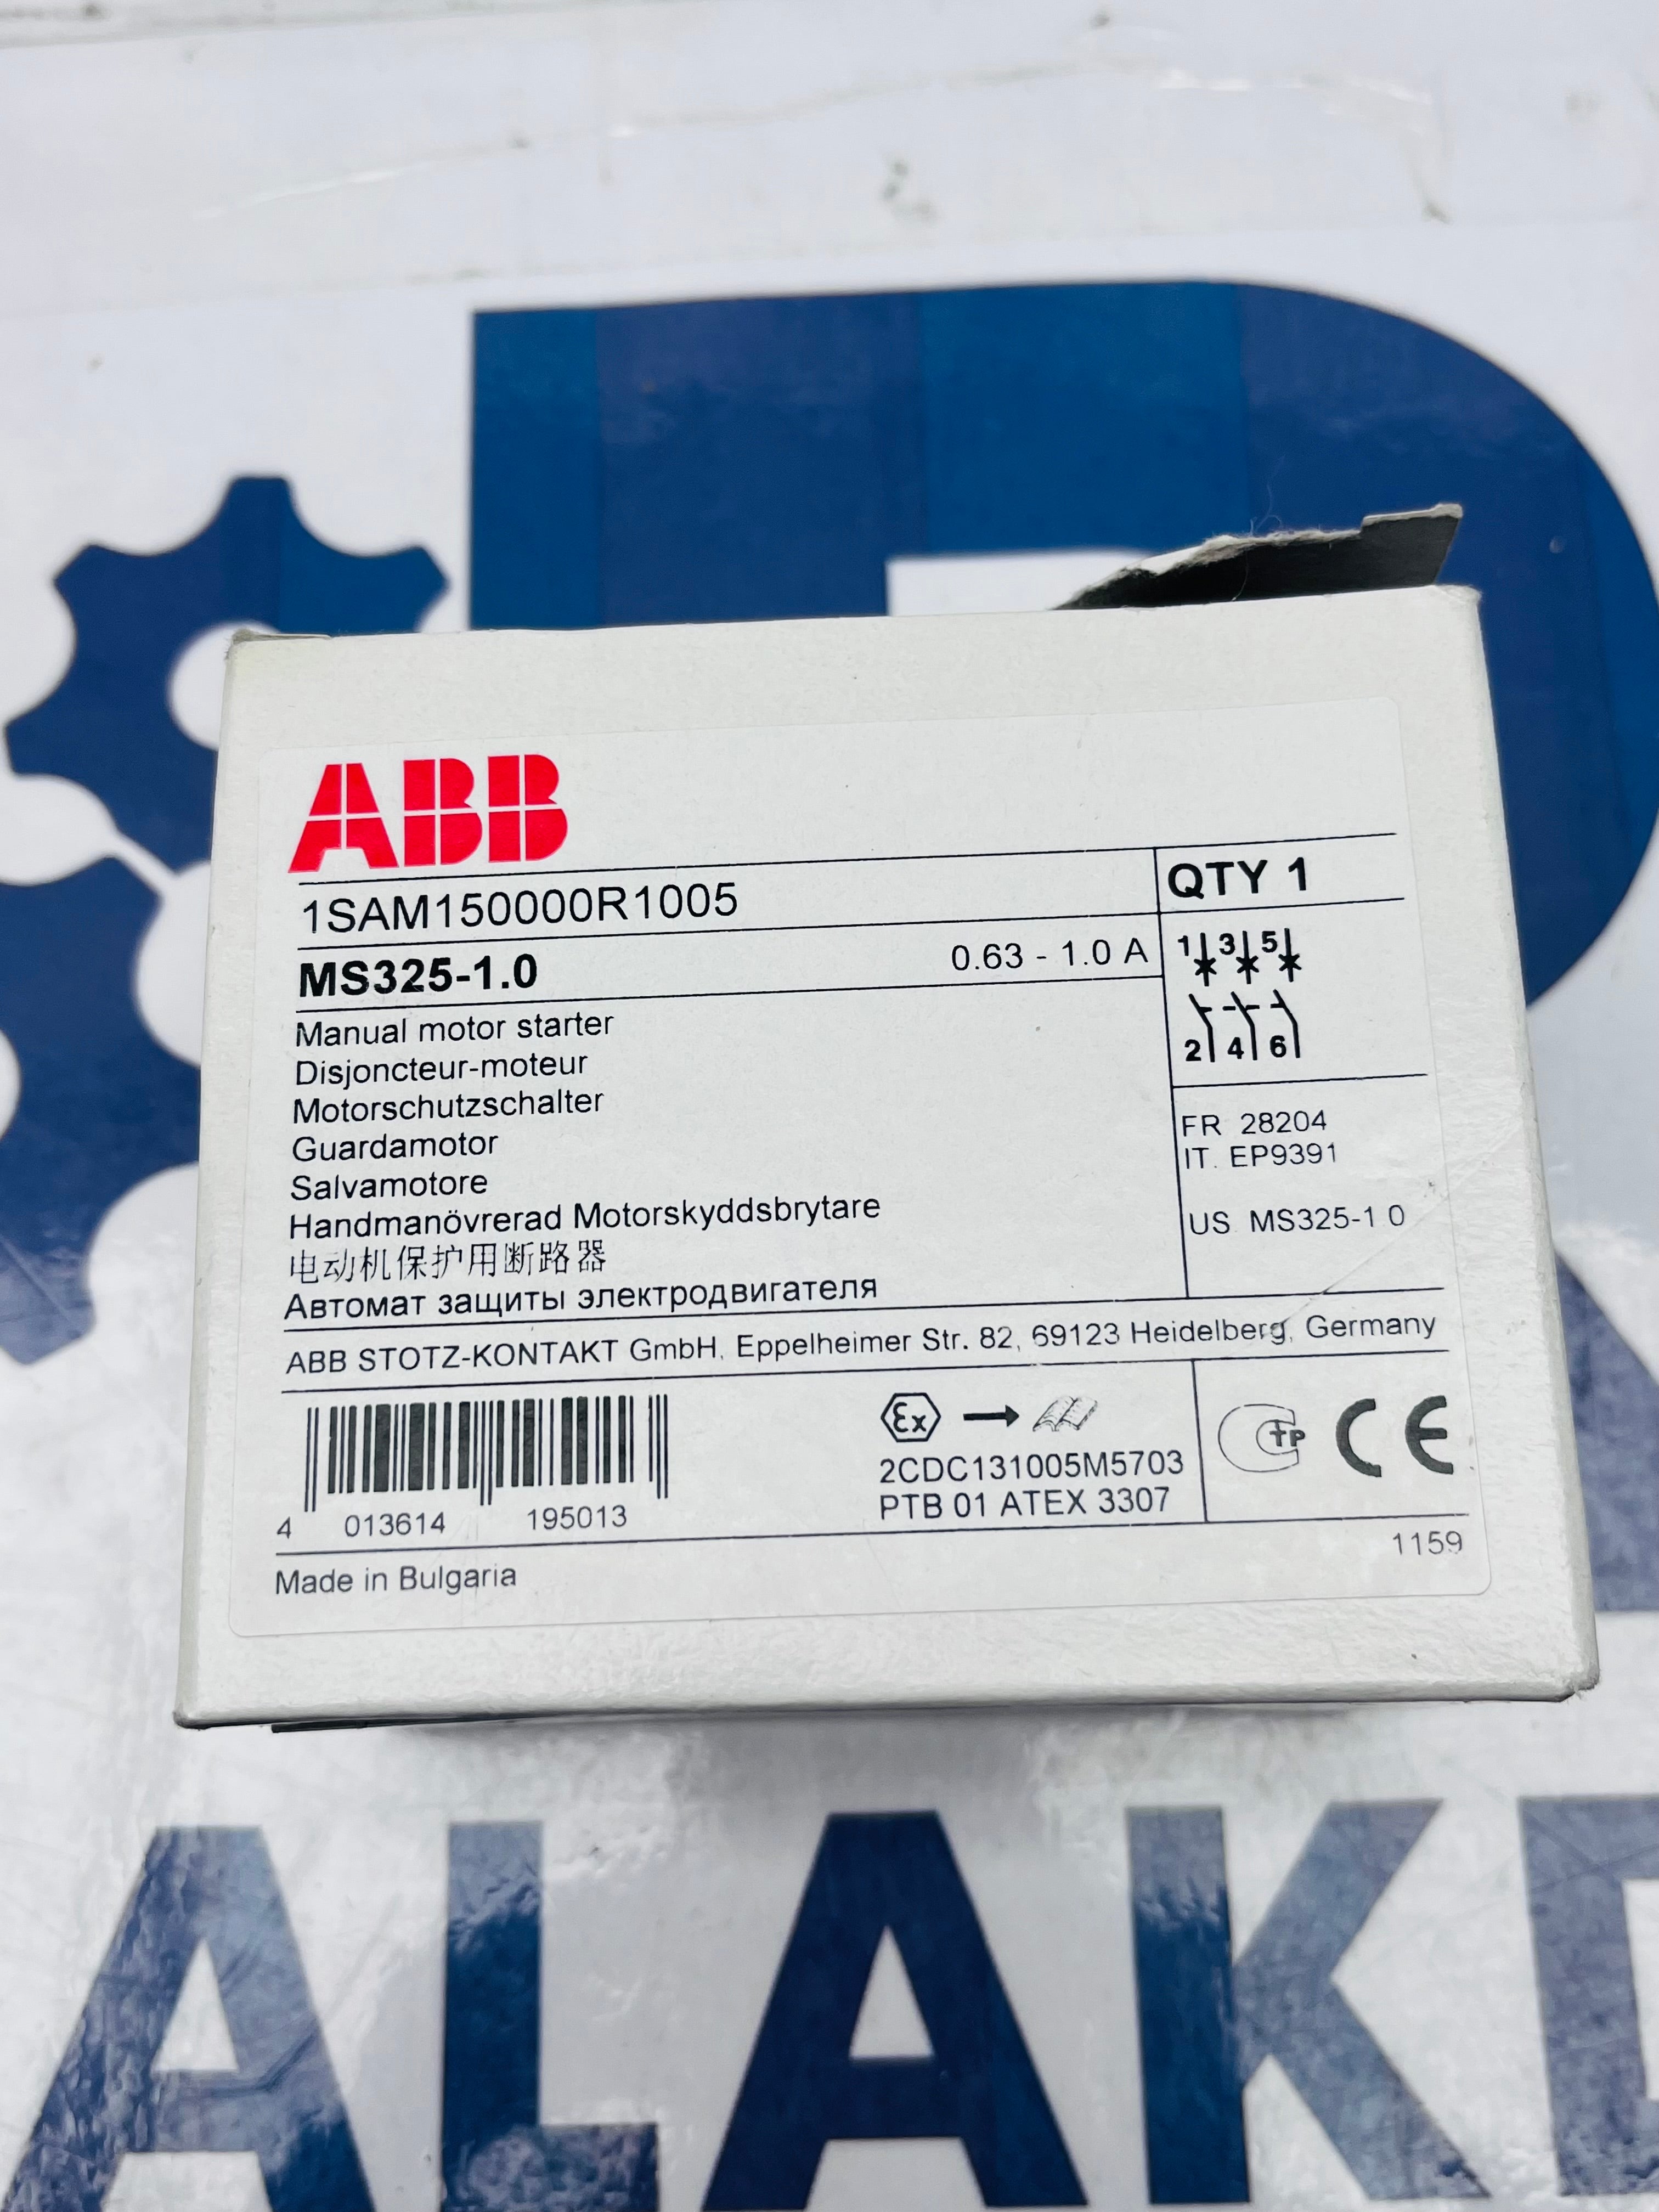 ABB
1SAM150000R1005
QTY 1
MS325-1.0
0.63 - 1.0 A
1 3 5
2 4 6
Manual motor starter
Disjoncteur-moteur
Motorschutzschalter
Guardamotor
Salvamotore
Handmanövrerad Motorskyddsbrytare
电动机保护用断路器
Автомат защиты электродвигателя
FR 28204
IT. EP9391
US MS325-1 0
ABB STOTZ-KONTAKT GmbH, Eppelheimer Str. 82, 69123 Heidelberg, Germany
4 013614 195013
Ex
2CDC131005M5703
PTB 01 ATEX 3307
CE
1159
Made in Bulgaria
ALAK